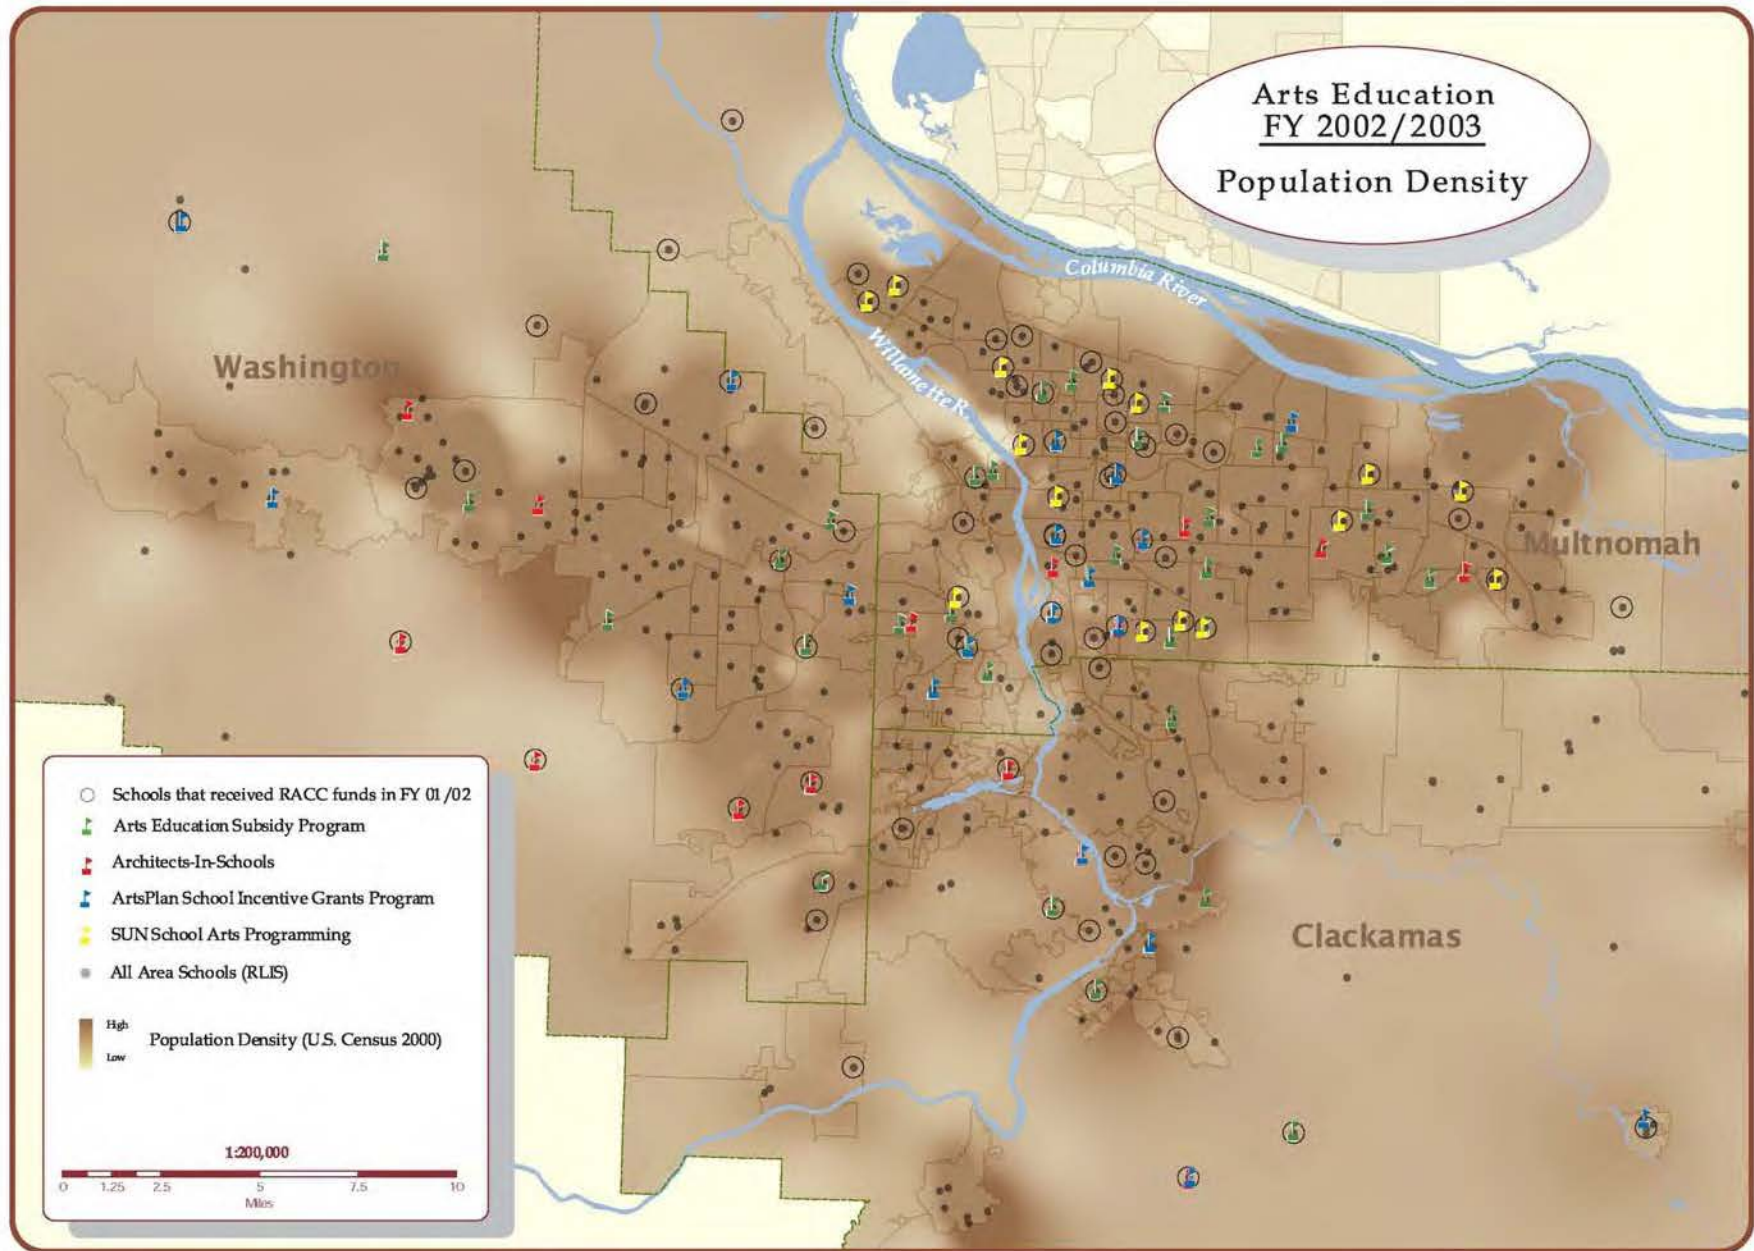 Arts Education
FY 2002/2003
Population Density
Columbia River
Willamette R.
Washington
Multnomah
Clackamas
Schools that received RACC funds in FY 01/02
Arts Education Subsidy Program
Architects-In-Schools
ArtsPlan School Incentive Grants Program
SUN School Arts Programming
All Area Schools (RLIS)
High
Population Density (U.S. Census 2000)
Low
1:200,000
0 1.25 2.5 5 7.5 10
Miles